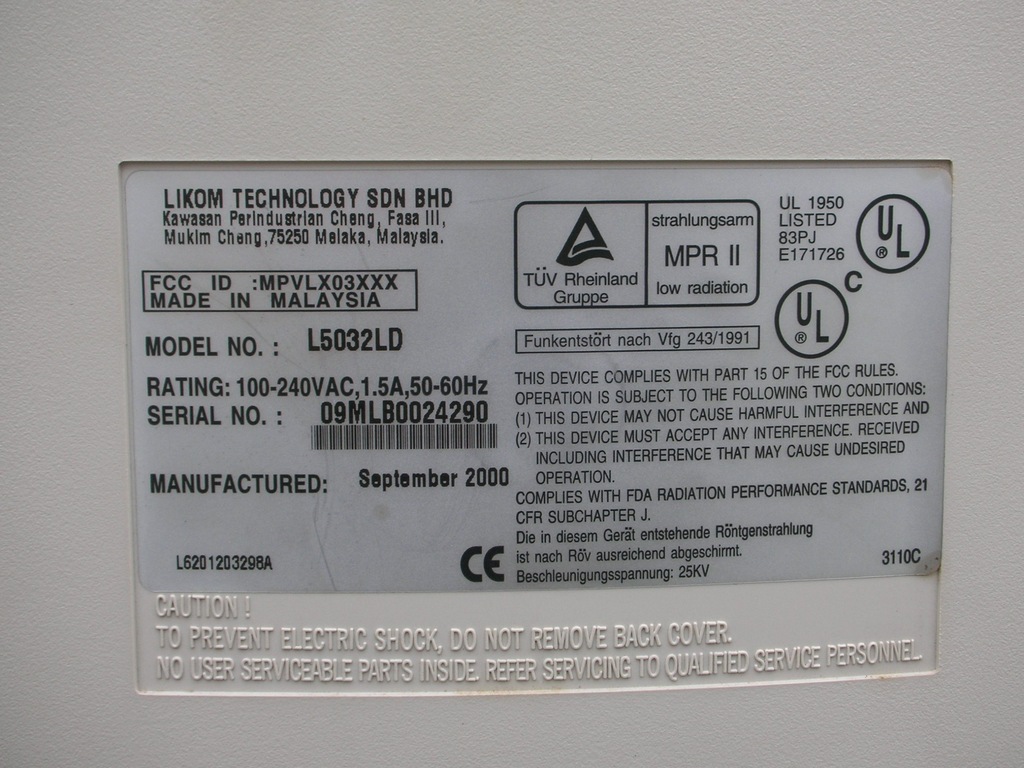 LIKOM TECHNOLOGY SDN BHD
Kawasan Perindustrian Cheng, Fasa III,
Mukim Cheng,75250 Melaka, Malaysia.
FCC ID :MPVLX03XXX
MADE IN MALAYSIA
MODEL NO. : L5032LD
RATING: 100-240VAC,1.5A,50-60Hz
SERIAL NO. : 09MLB0024290
MANUFACTURED: September 2000
L6201203298A
CE
TÜV Rheinland
Gruppe
strahlungsarm
MPR II
low radiation
UL 1950
LISTED
83PJ
E171726
UL ®
C
UL ®
Funkentstört nach Vfg 243/1991
THIS DEVICE COMPLIES WITH PART 15 OF THE FCC RULES.
OPERATION IS SUBJECT TO THE FOLLOWING TWO CONDITIONS:
(1) THIS DEVICE MAY NOT CAUSE HARMFUL INTERFERENCE AND
(2) THIS DEVICE MUST ACCEPT ANY INTERFERENCE. RECEIVED
INCLUDING INTERFERENCE THAT MAY CAUSE UNDESIRED
OPERATION.
COMPLIES WITH FDA RADIATION PERFORMANCE STANDARDS, 21
CFR SUBCHAPTER J.
Die in diesem Gerät entstehende Röntgenstrahlung
ist nach Röv ausreichend abgeschirmt.
Beschleunigungsspannung: 25KV
3110C
CAUTION !
TO PREVENT ELECTRIC SHOCK, DO NOT REMOVE BACK COVER.
NO USER SERVICEABLE PARTS INSIDE. REFER SERVICING TO QUALIFIED SERVICE PERSONNEL.